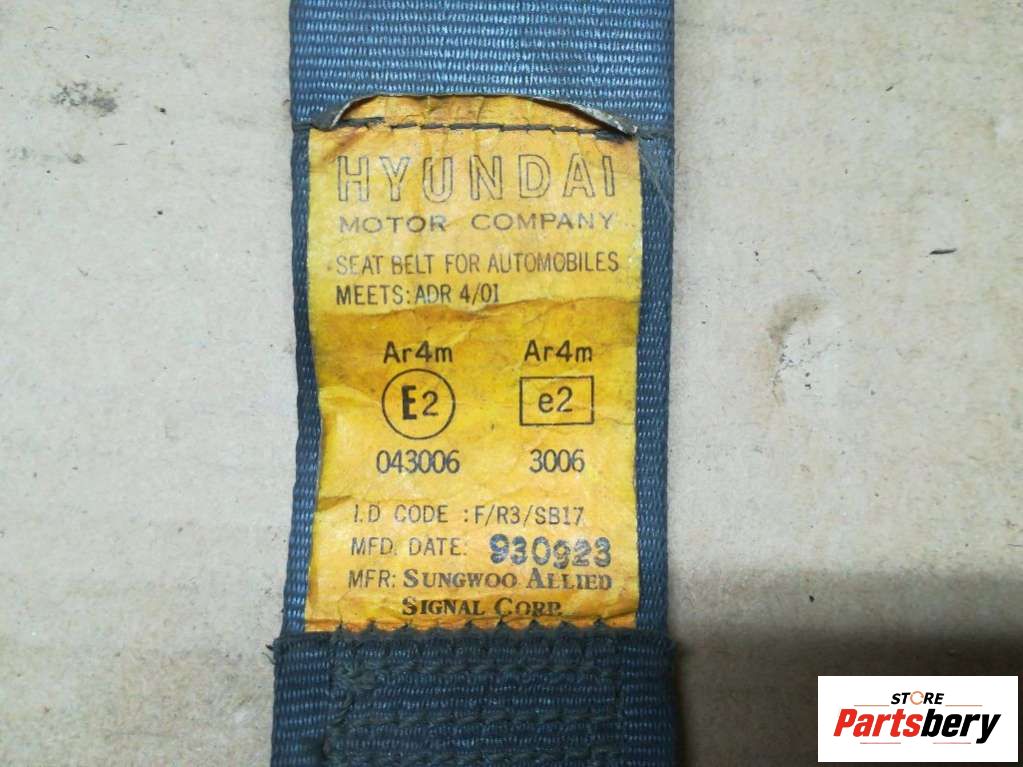 HYUNDAI
MOTOR COMPANY
SEAT BELT FOR AUTOMOBILES
MEETS: ADR 4/01
Ar4m Ar4m
E2 e2
043006 3006
I.D CODE : F/R3/SB17
MFD. DATE: 930923
MFR: SUNGWOO ALLIED
SIGNAL CORP.
STORE
Partsbery